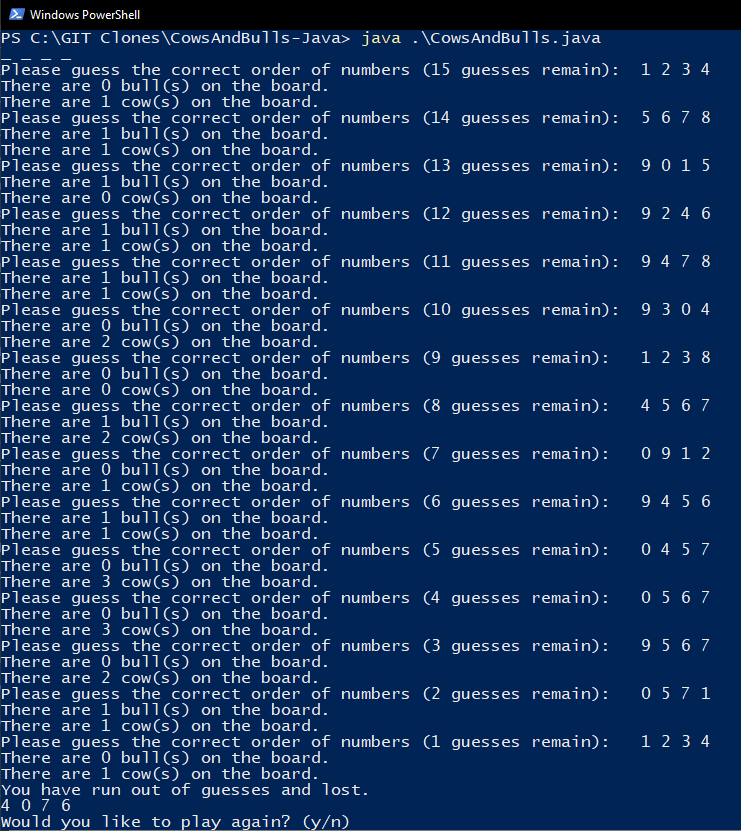 Windows PowerShell
PS C:\GIT Clones\CowsAndBulls-Java> java .\CowsAndBulls.java
_ _ _ _
Please guess the correct order of numbers (15 guesses remain):  1 2 3 4
There are 0 bull(s) on the board.
There are 1 cow(s) on the board.
Please guess the correct order of numbers (14 guesses remain):  5 6 7 8
There are 1 bull(s) on the board.
There are 1 cow(s) on the board.
Please guess the correct order of numbers (13 guesses remain):  9 0 1 5
There are 1 bull(s) on the board.
There are 0 cow(s) on the board.
Please guess the correct order of numbers (12 guesses remain):  9 2 4 6
There are 1 bull(s) on the board.
There are 1 cow(s) on the board.
Please guess the correct order of numbers (11 guesses remain):  9 4 7 8
There are 1 bull(s) on the board.
There are 1 cow(s) on the board.
Please guess the correct order of numbers (10 guesses remain):  9 3 0 4
There are 0 bull(s) on the board.
There are 2 cow(s) on the board.
Please guess the correct order of numbers (9 guesses remain):   1 2 3 8
There are 0 bull(s) on the board.
There are 0 cow(s) on the board.
Please guess the correct order of numbers (8 guesses remain):   4 5 6 7
There are 1 bull(s) on the board.
There are 2 cow(s) on the board.
Please guess the correct order of numbers (7 guesses remain):   0 9 1 2
There are 0 bull(s) on the board.
There are 1 cow(s) on the board.
Please guess the correct order of numbers (6 guesses remain):   9 4 5 6
There are 1 bull(s) on the board.
There are 1 cow(s) on the board.
Please guess the correct order of numbers (5 guesses remain):   0 4 5 7
There are 0 bull(s) on the board.
There are 3 cow(s) on the board.
Please guess the correct order of numbers (4 guesses remain):   0 5 6 7
There are 0 bull(s) on the board.
There are 3 cow(s) on the board.
Please guess the correct order of numbers (3 guesses remain):   9 5 6 7
There are 0 bull(s) on the board.
There are 2 cow(s) on the board.
Please guess the correct order of numbers (2 guesses remain):   0 5 7 1
There are 1 bull(s) on the board.
There are 1 cow(s) on the board.
Please guess the correct order of numbers (1 guesses remain):   1 2 3 4
There are 0 bull(s) on the board.
There are 1 cow(s) on the board.
You have run out of guesses and lost.
4 0 7 6
Would you like to play again? (y/n)